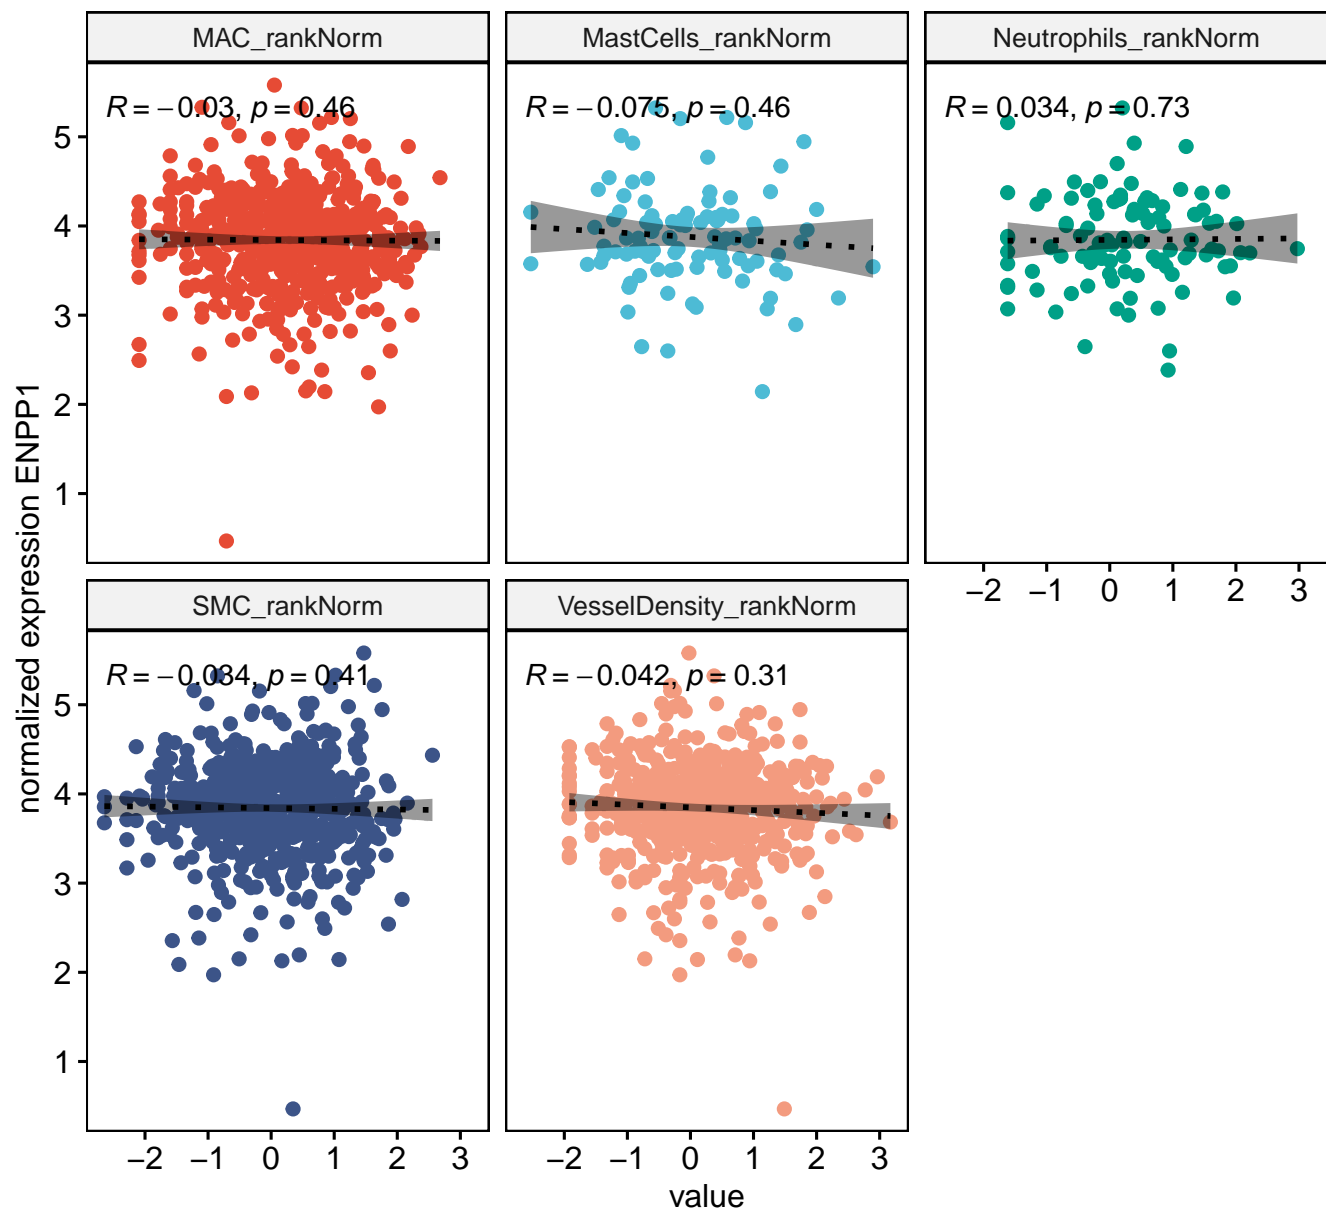 MAC_rankNorm
MastCells_rankNorm
Neutrophils_rankNorm
R = −0.03, p = 0.46
R = −0.075, p = 0.46
R = 0.034, p = 0.73
5
4
3
2
1
−2 −1 0 1 2 3
normalized expression ENPP1
SMC_rankNorm
VesselDensity_rankNorm
R = −0.034, p = 0.41
R = −0.042, p = 0.31
5
4
3
2
1
−2 −1 0 1 2 3
−2 −1 0 1 2 3
value